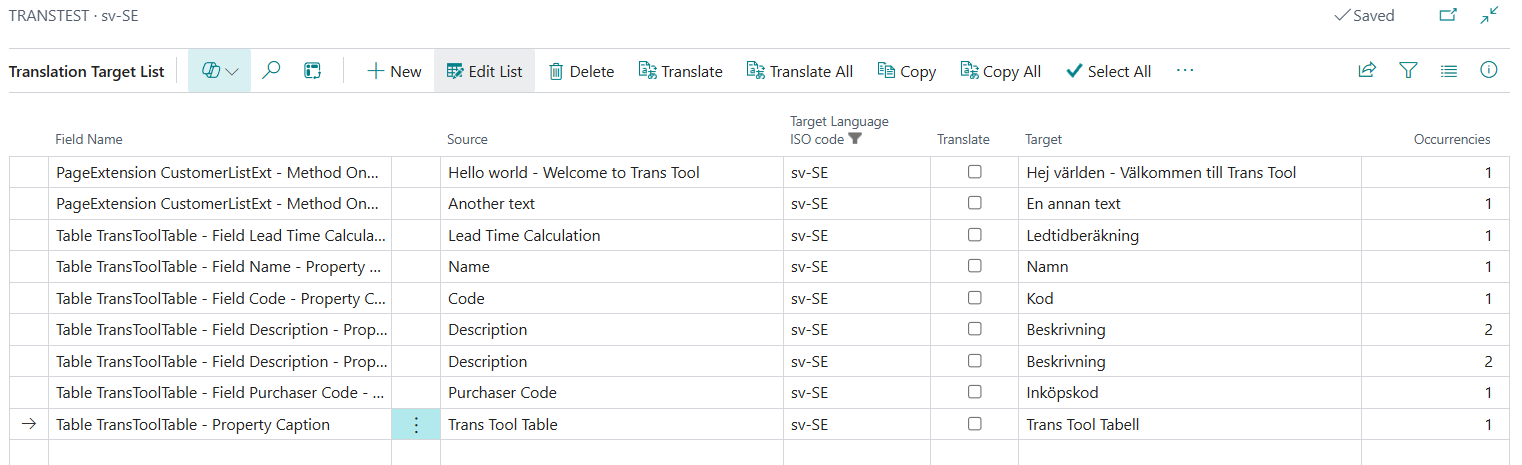 TRANSTEST · sv-SE Saved
Translation Target List New Edit List Delete Translate Translate All Copy Copy All Select All ...
Target Language
Field Name Source ISO code Translate Target Occurrencies
PageExtension CustomerListExt - Method On... Hello world - Welcome to Trans Tool sv-SE Hej världen - Välkommen till Trans Tool 1
PageExtension CustomerListExt - Method On... Another text sv-SE En annan text 1
Table TransToolTable - Field Lead Time Calcula... Lead Time Calculation sv-SE Ledtidberäkning 1
Table TransToolTable - Field Name - Property ... Name sv-SE Namn 1
Table TransToolTable - Field Code - Property C... Code sv-SE Kod 1
Table TransToolTable - Field Description - Prop... Description sv-SE Beskrivning 2
Table TransToolTable - Field Description - Prop... Description sv-SE Beskrivning 2
Table TransToolTable - Field Purchaser Code - ... Purchaser Code sv-SE Inköpskod 1
Table TransToolTable - Property Caption Trans Tool Table sv-SE Trans Tool Tabell 1